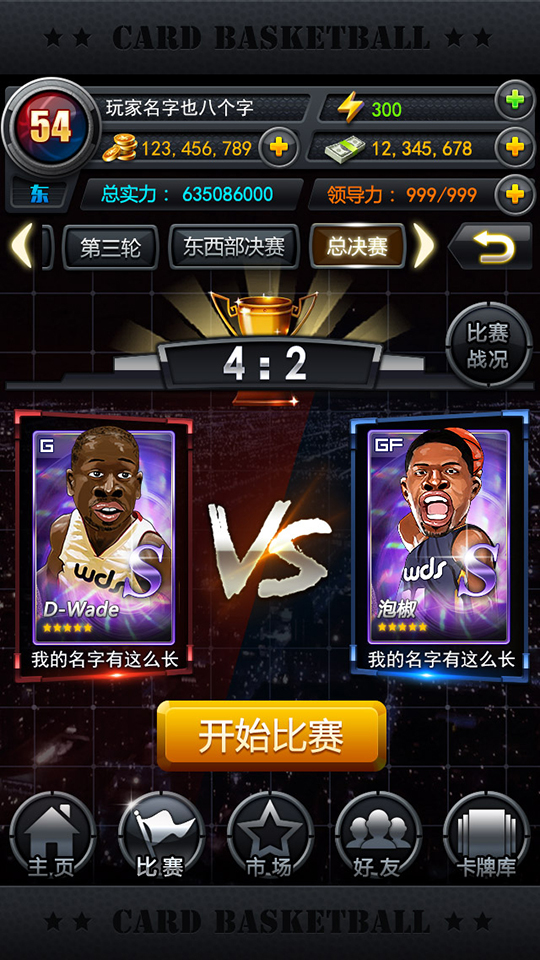 CARD BASKETBALL
54
玩家名字也八个字
300
123,456,789
12,345,678
东
总实力： 635085000
领导力： 999/999
第三轮
东西部决赛
总决赛
4:2
比赛
战况
G
wds
S
D-Wade
我的名字有这么长
VS
GF
wds
S
泡椒
我的名字有这么长
开始比赛
主页
比赛
市场
好友
卡牌库
CARD BASKETBALL